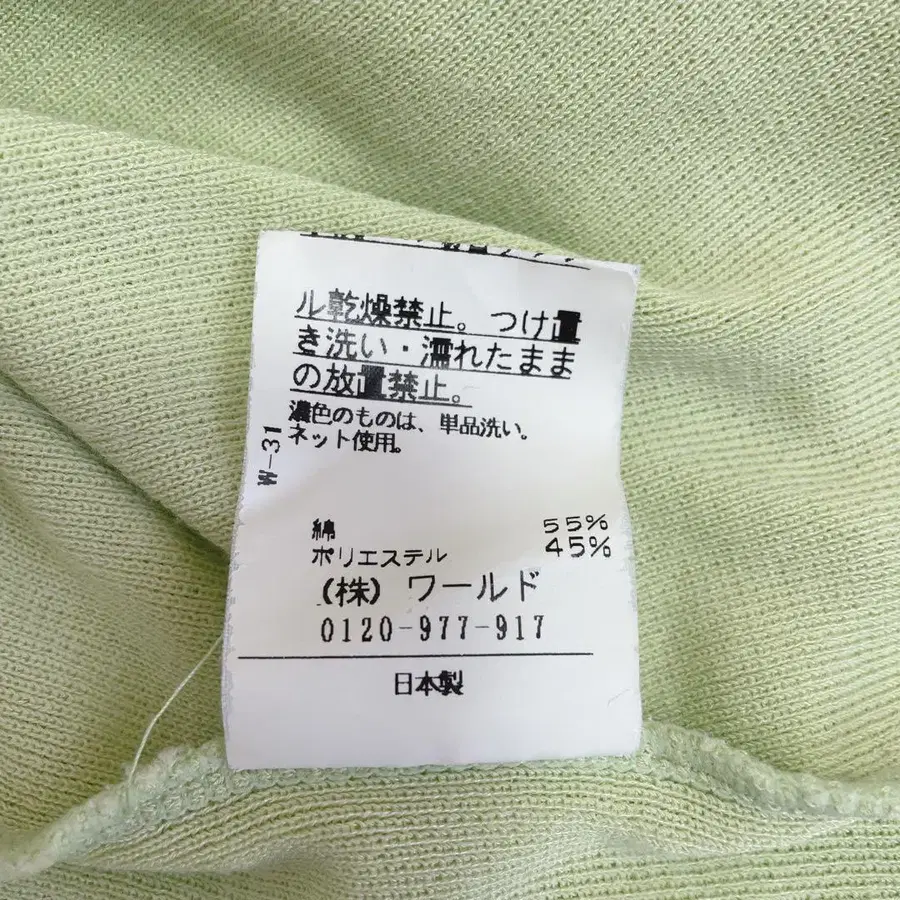 ル乾燥禁止。つけ置
き洗い・濡れたまま
の放置禁止。
濃色のものは、単品洗い。
ネット使用。
W-31
綿 55%
ポリエステル 45%
(株) ワールド
0120-977-917
日本製